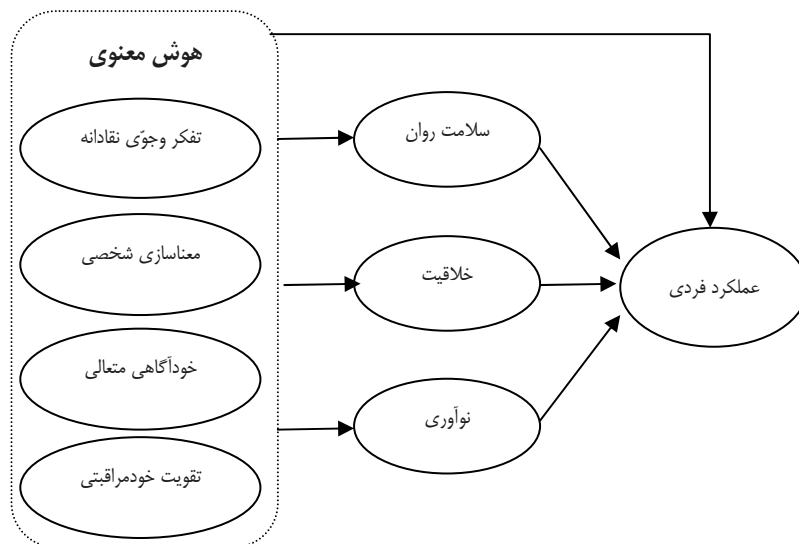 هوش معنوی
تفکر وجوّی نقادانه
معناسازی شخصی
خودآگاهی متعالی
تقویت خودمراقبتی
سلامت روان
خلاقیت
نوآوری
عملکرد فردی